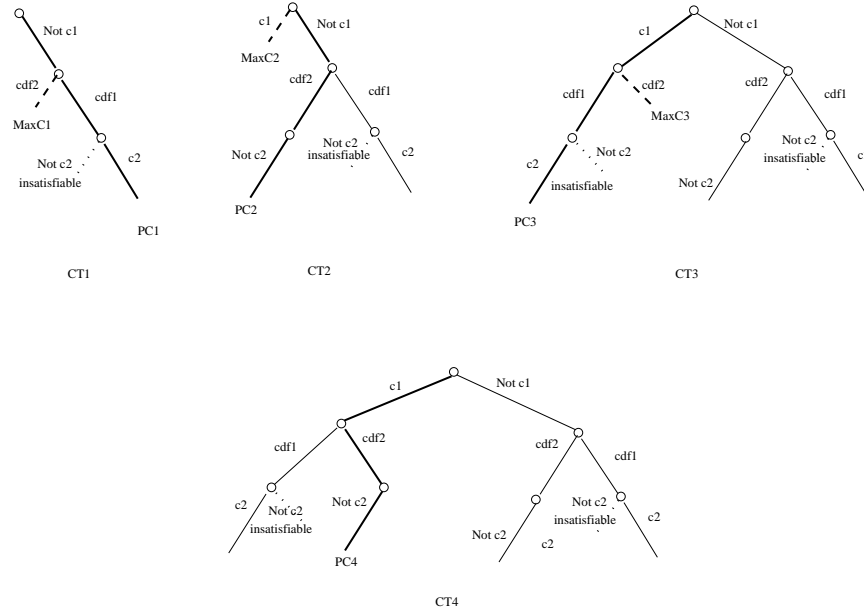 Not c1
cdf2
cdf1
MaxC1
Not c2
insatisfiable
c2
PC1
CT1
c1
Not c1
MaxC2
cdf2
cdf1
Not c2
Not c2
insatisfiable
c2
PC2
CT2
c1
Not c1
cdf1
cdf2
MaxC3
c2
Not c2
insatisfiable
PC3
cdf2
cdf1
Not c2
insatisfiable
c
Not c2
CT3
c1
Not c1
cdf1
cdf2
c2
Not c2
insatisfiable
Not c2
PC4
cdf2
cdf1
Not c2
insatisfiable
Not c2
c2
c2
CT4